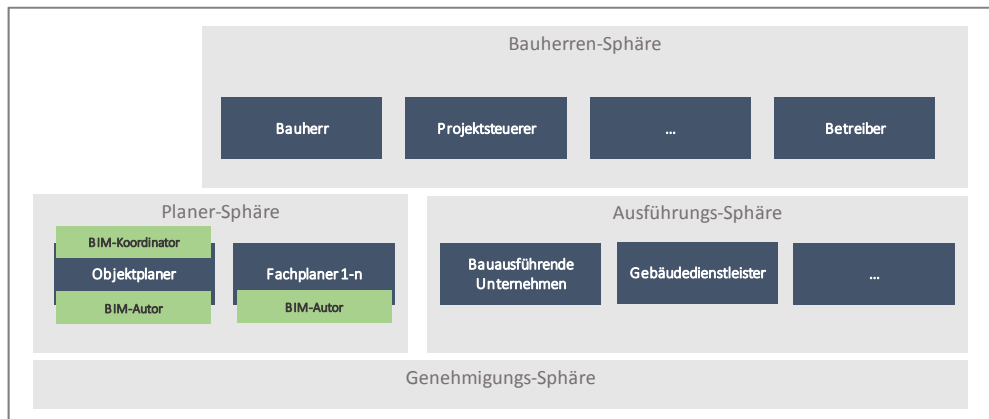 Bauherren-Sphäre
Bauherr
Projektsteuerer
...
Betreiber
Planer-Sphäre
BIM-Koordinator
Objektplaner
BIM-Autor
Fachplaner 1-n
BIM-Autor
Ausführungs-Sphäre
Bauausführende
Unternehmen
Gebäudedienstleister
...
Genehmigungs-Sphäre